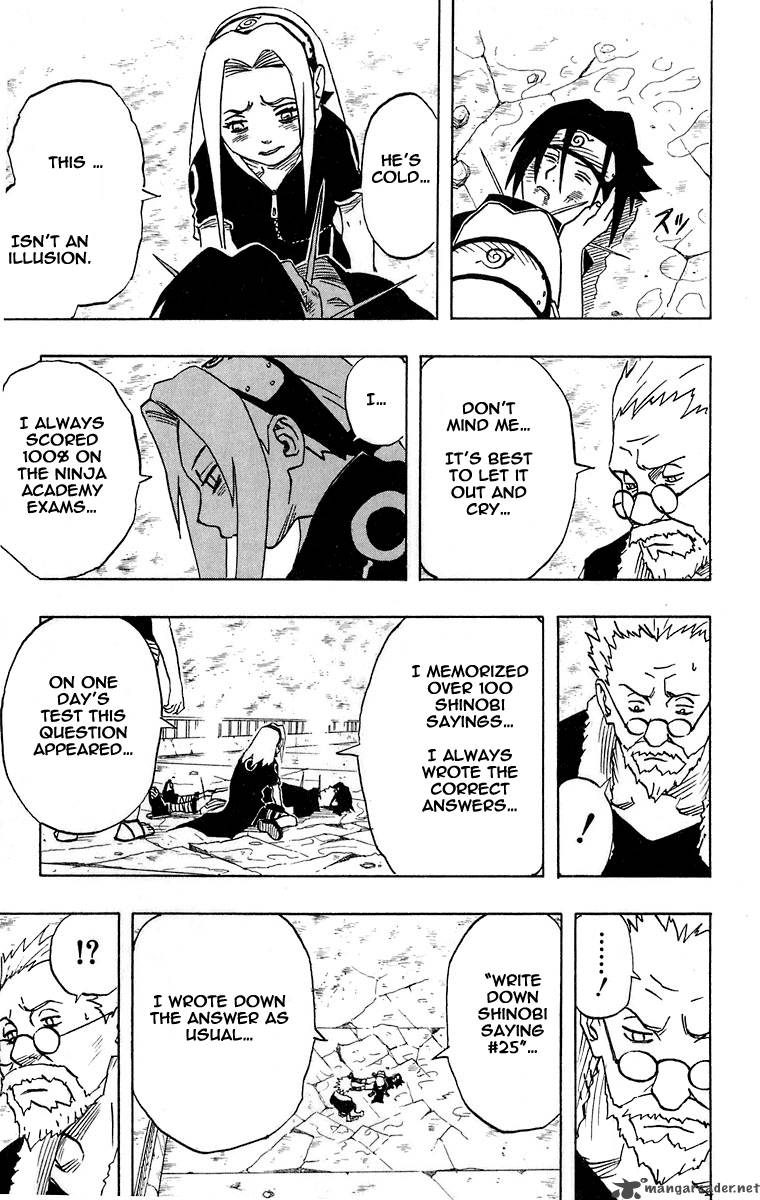 スッ
HE'S
COLD...
THIS ...
ISN'T AN
ILLUSION.
DON'T
MIND ME...
IT'S BEST
TO LET IT
OUT AND
CRY...
I...
I ALWAYS
SCORED
100% ON
THE NINJA
ACADEMY
EXAMS...
!
I MEMORIZED
OVER 100
SHINOBI
SAYINGS...
I ALWAYS
WROTE THE
CORRECT
ANSWERS...
ON ONE
DAY'S
TEST THIS
QUESTION
APPEARED...
......!
"WRITE
DOWN
SHINOBI
SAYING
#25"...
I WROTE DOWN
THE ANSWER AS
USUAL...
!?
mangareader.net